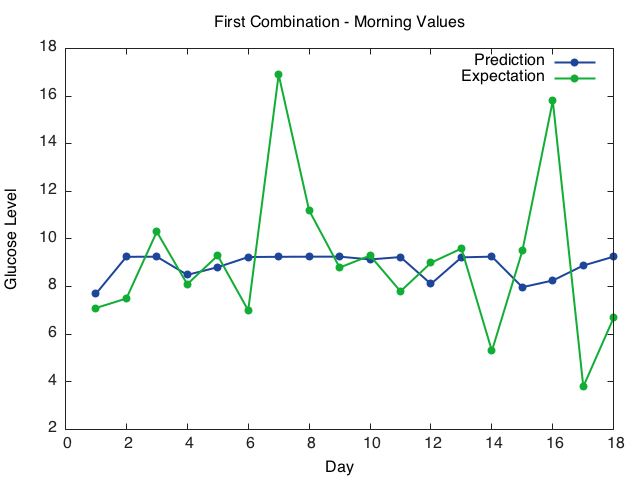 First Combination - Morning Values
Prediction
Expectation
18
16
14
12
10
8
6
4
2
Glucose Level
0 2 4 6 8 10 12 14 16 18
Day